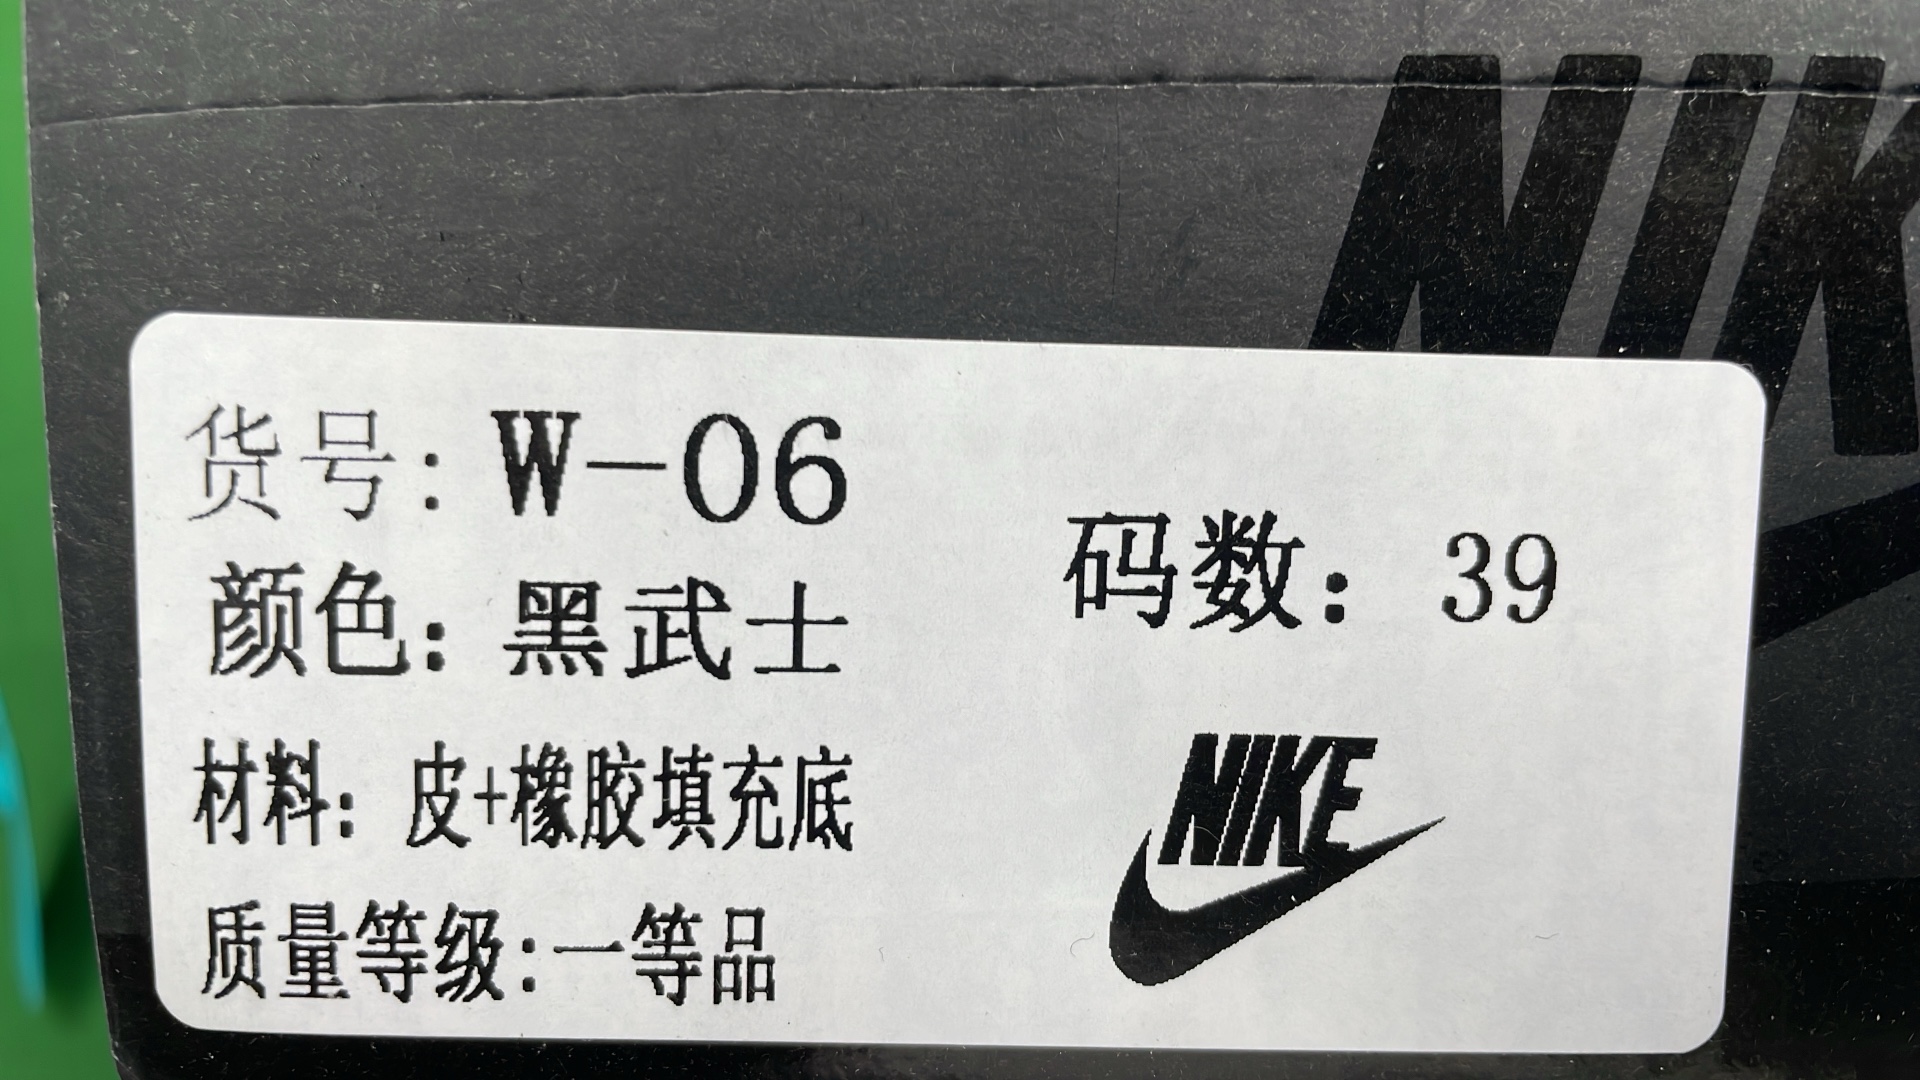 NIK
货号: W-06
颜色: 黑武士
码数: 39
材料: 皮+橡胶填充底
质量等级:一等品
NIKE